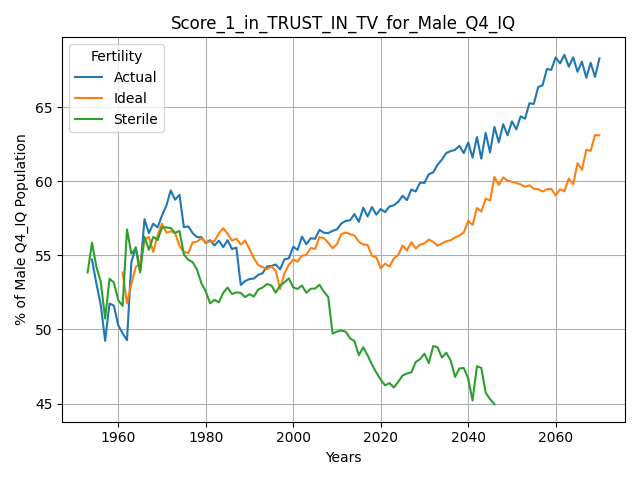 Score_1_in_TRUST_IN_TV_for_Male_Q4_IQ
Fertility
Actual
Ideal
Sterile
% of Male Q4_IQ Population
65
60
55
50
45
1960
1980
2000
2020
2040
2060
Years